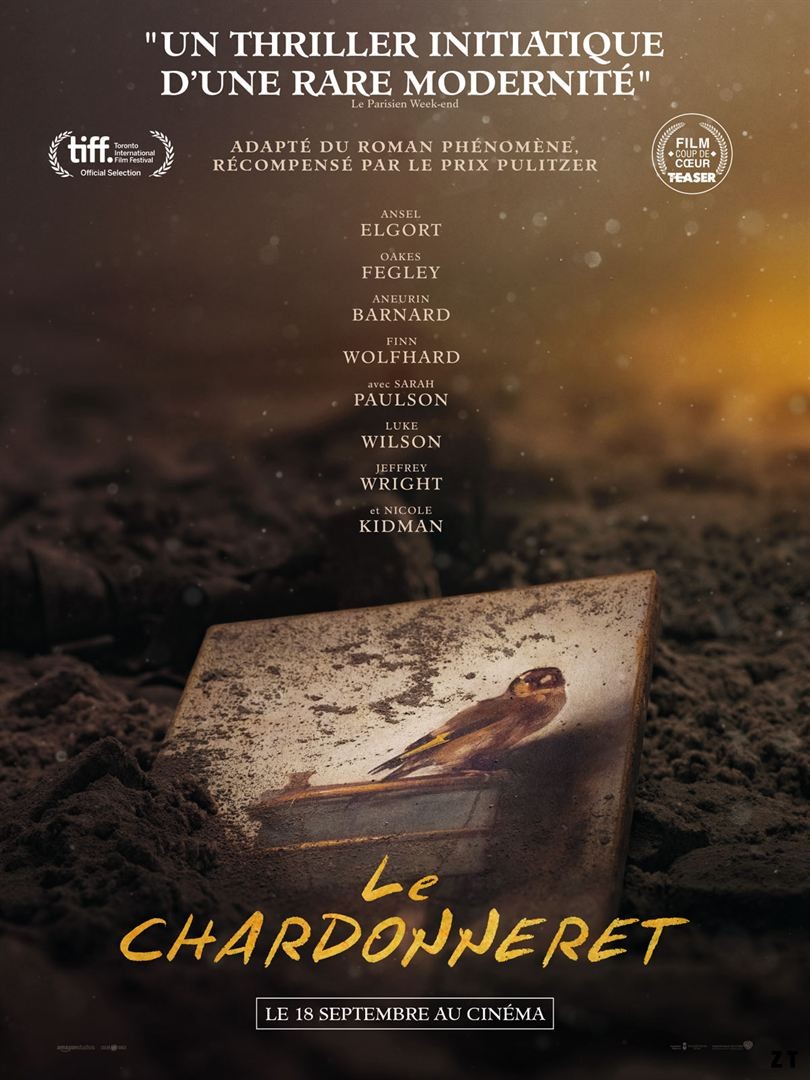 "UN THRILLER INITIATIQUE
D'UNE RARE MODERNITÉ"
Le Parisien Week-end
tiff.
Toronto
International
Film Festival
Official Selection
ADAPTÉ DU ROMAN PHÉNOMÈNE,
RÉCOMPENSÉ PAR LE PRIX PULITZER
FILM
COUP DE
CŒUR
TEASER
ANSEL
ELGORT
OAKES
FEGLEY
ANEURIN
BARNARD
FINN
WOLFHARD
avec SARAH
PAULSON
LUKE
WILSON
JEFFREY
WRIGHT
et NICOLE
KIDMAN
Le
CHARDONNERET
LE 18 SEPTEMBRE AU CINÉMA
amazonstudios
ZT